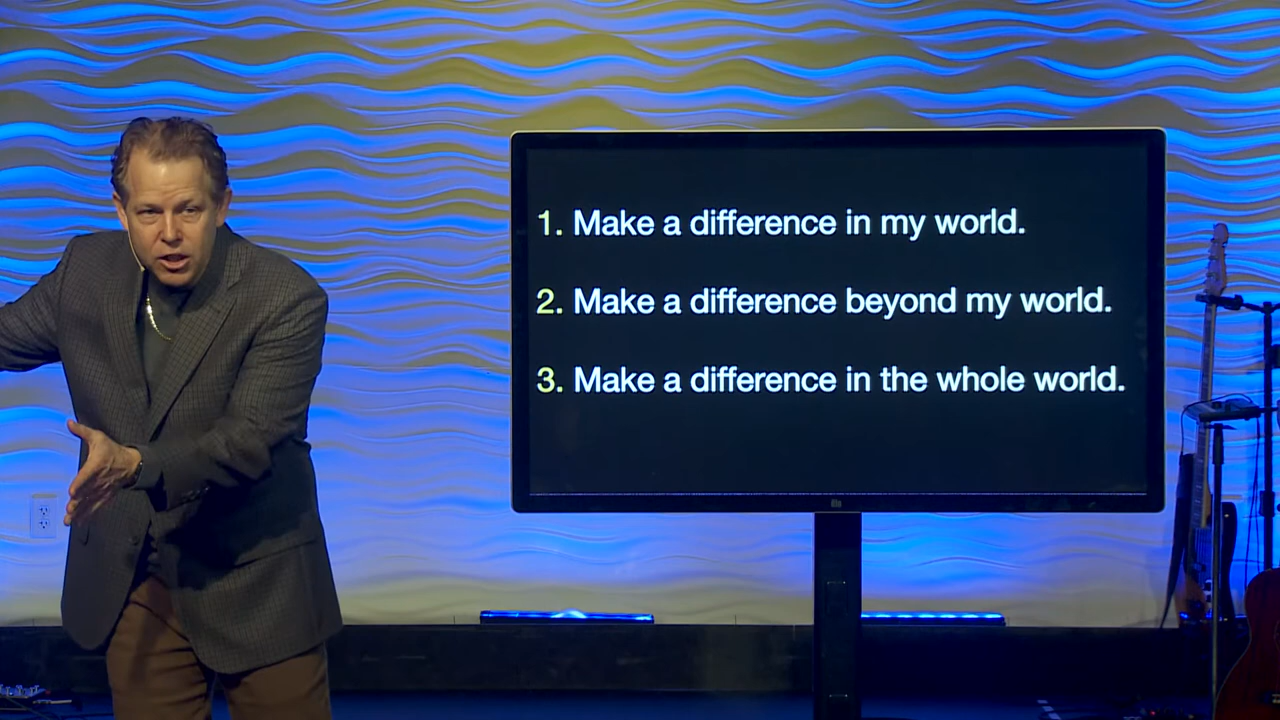 1. Make a difference in my world.
2. Make a difference beyond my world.
3. Make a difference in the whole world.